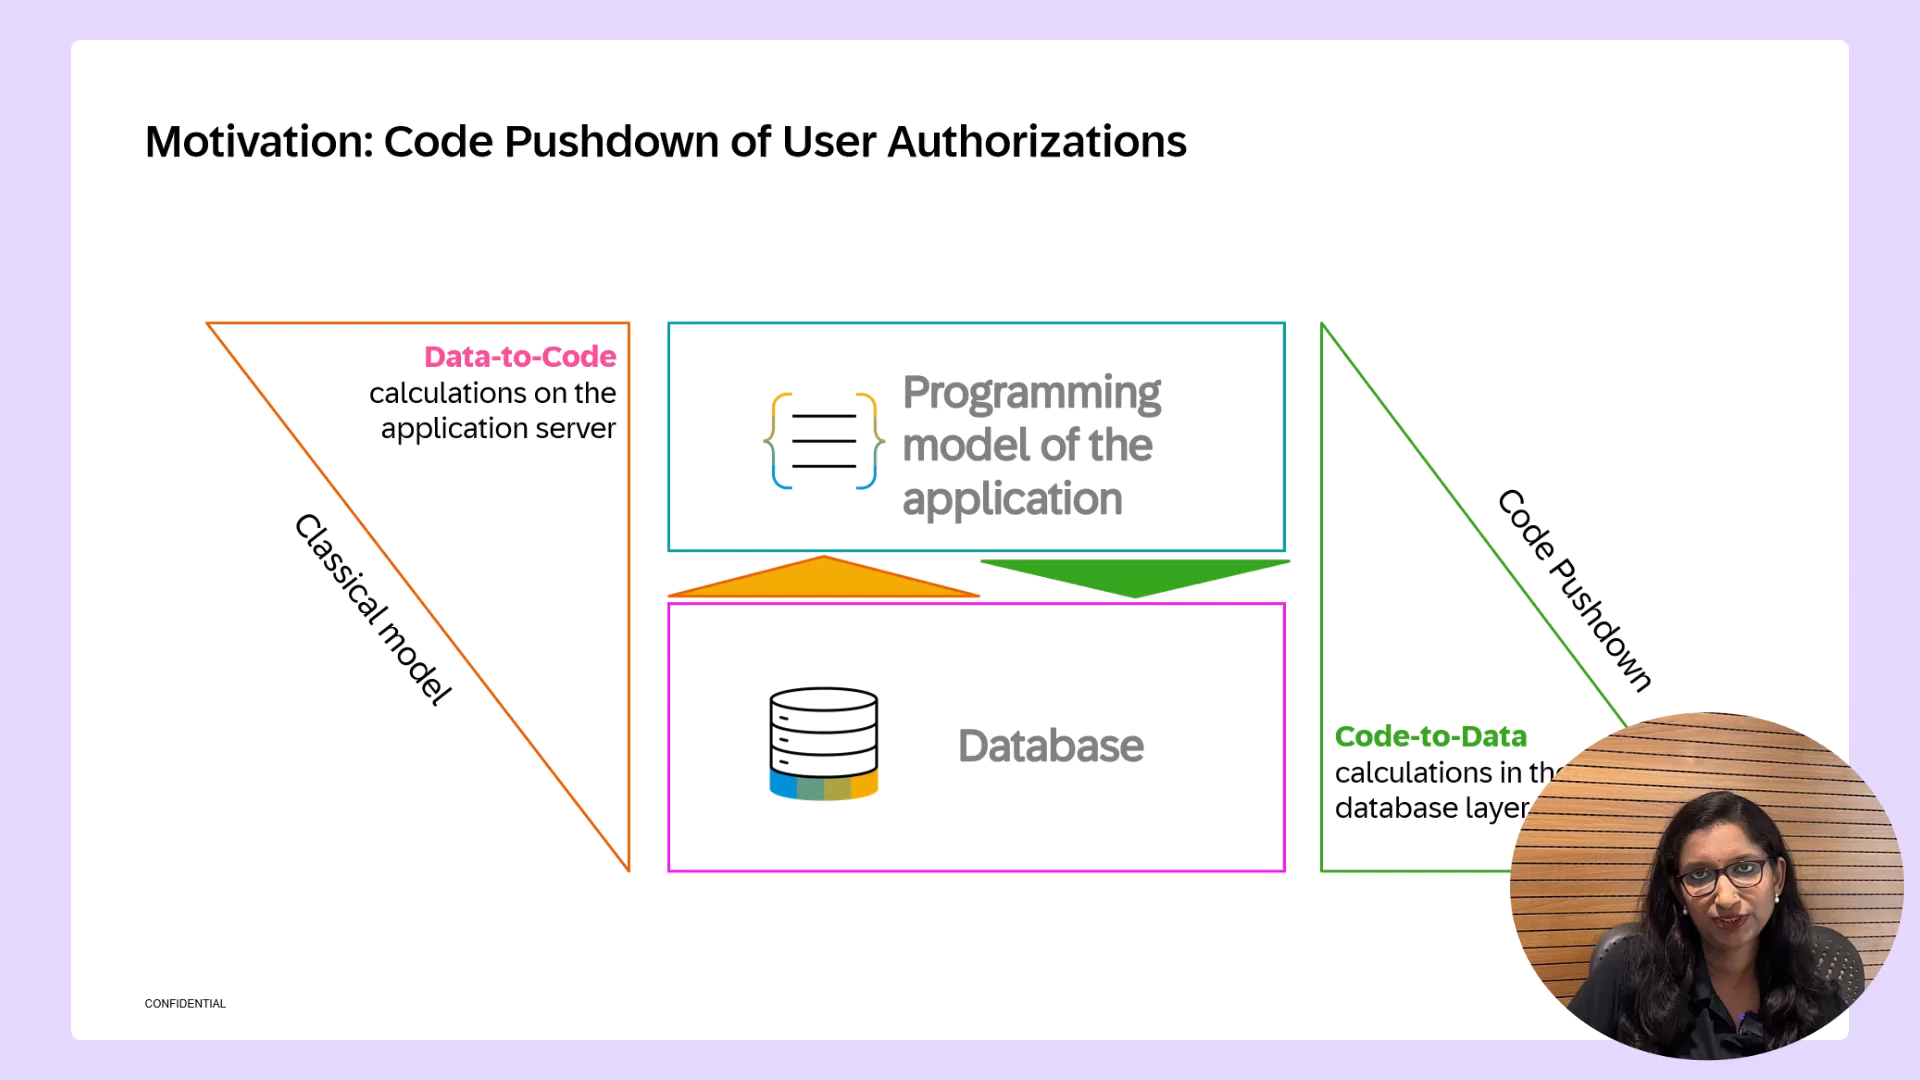 Motivation: Code Pushdown of User Authorizations
Data-to-Code
calculations on the
application server
Classical model
Programming
model of the
application
Database
Code Pushdown
Code-to-Data
calculations in the
database layer
CONFIDENTIAL